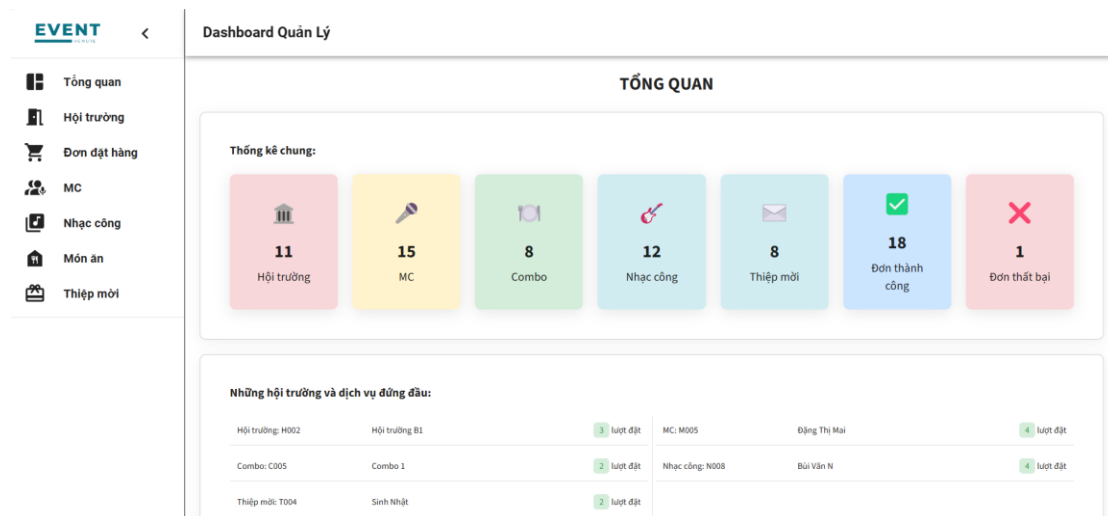 EVENT
Dashboard Quản Lý
Tổng quan
Hội trường
Đơn đặt hàng
MC
Nhạc công
Món ăn
Thiệp mời
TỔNG QUAN
Thống kê chung:
11
Hội trường
15
MC
8
Combo
12
Nhạc công
8
Thiệp mời
18
Đơn thành
công
1
Đơn thất bại
Những hội trường và dịch vụ đứng đầu:
Hội trường: H002 Hội trường B1 3 lượt đặt
MC: M005 Đặng Thị Mai 4 lượt đặt
Combo: C005 Combo 1 2 lượt đặt
Nhạc công: N008 Bùi Văn N 4 lượt đặt
Thiệp mời: T004 Sinh Nhật 2 lượt đặt